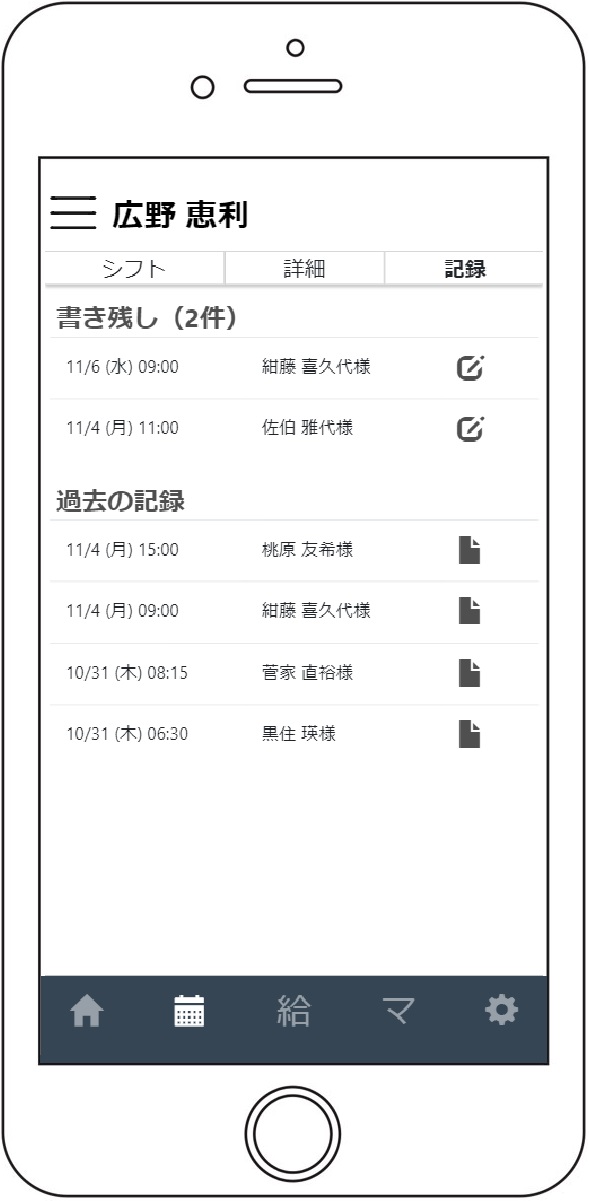 広野 恵利
シフト 詳細 記録
書き残し（2件）
11/6 (水) 09:00 紺藤 喜久代様
11/4 (月) 11:00 佐伯 雅代様
過去の記録
11/4 (月) 15:00 桃原 友希様
11/4 (月) 09:00 紺藤 喜久代様
10/31 (木) 08:15 菅家 直裕様
10/31 (木) 06:30 黒住 瑛様
給 マ